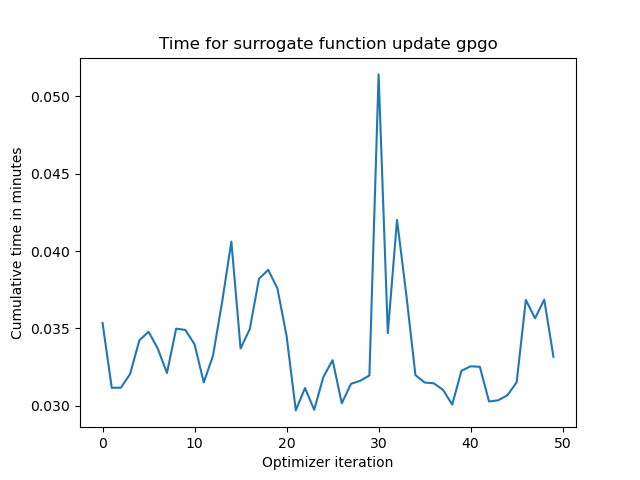 Time for surrogate function update gpgo
Cumulative time in minutes
0.050
0.045
0.040
0.035
0.030
0 10 20 30 40 50
Optimizer iteration